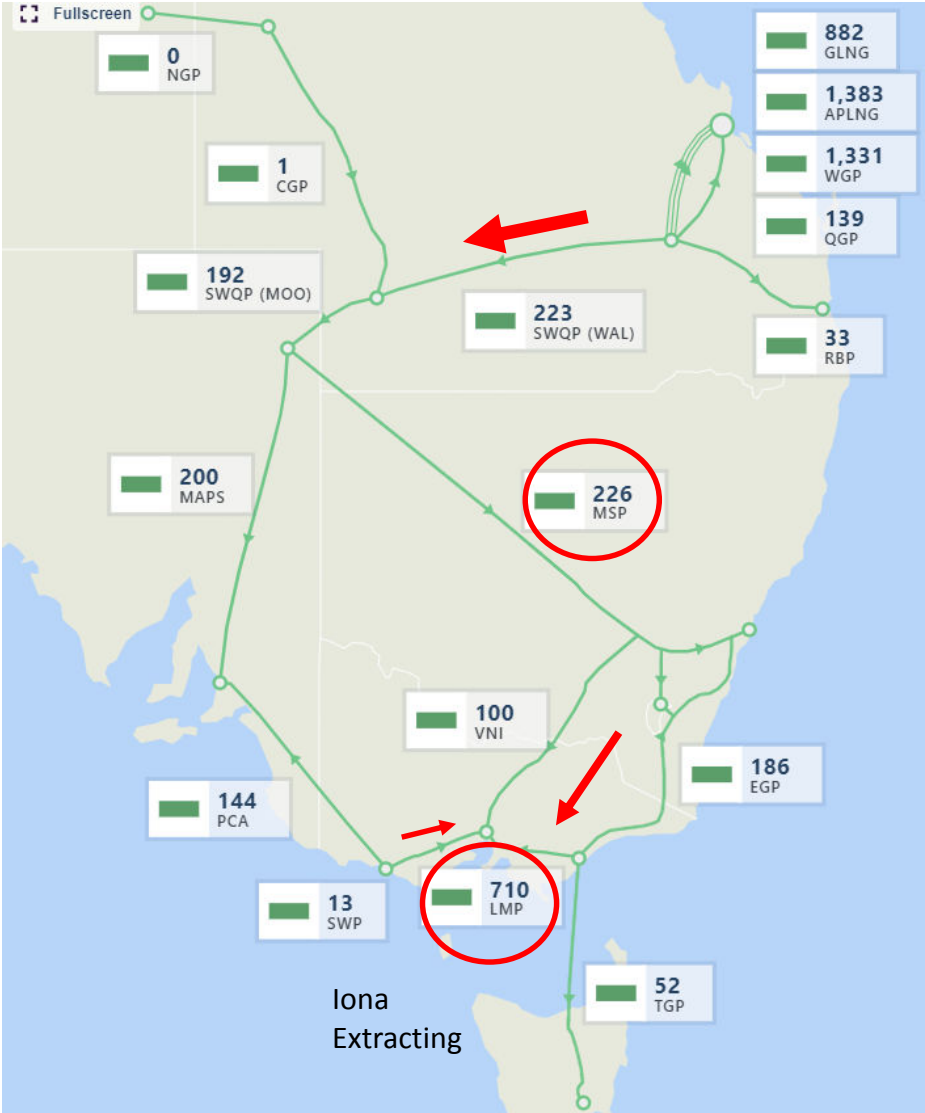 Fullscreen
0
NGP
882
GLNG
1,383
APLNG
1
CGP
1,331
WGP
139
QGP
192
SWQP (MOO)
223
SWQP (WAL)
33
RBP
200
MAPS
226
MSP
100
VNI
186
EGP
144
PCA
13
SWP
710
LMP
52
TGP
Iona
Extracting